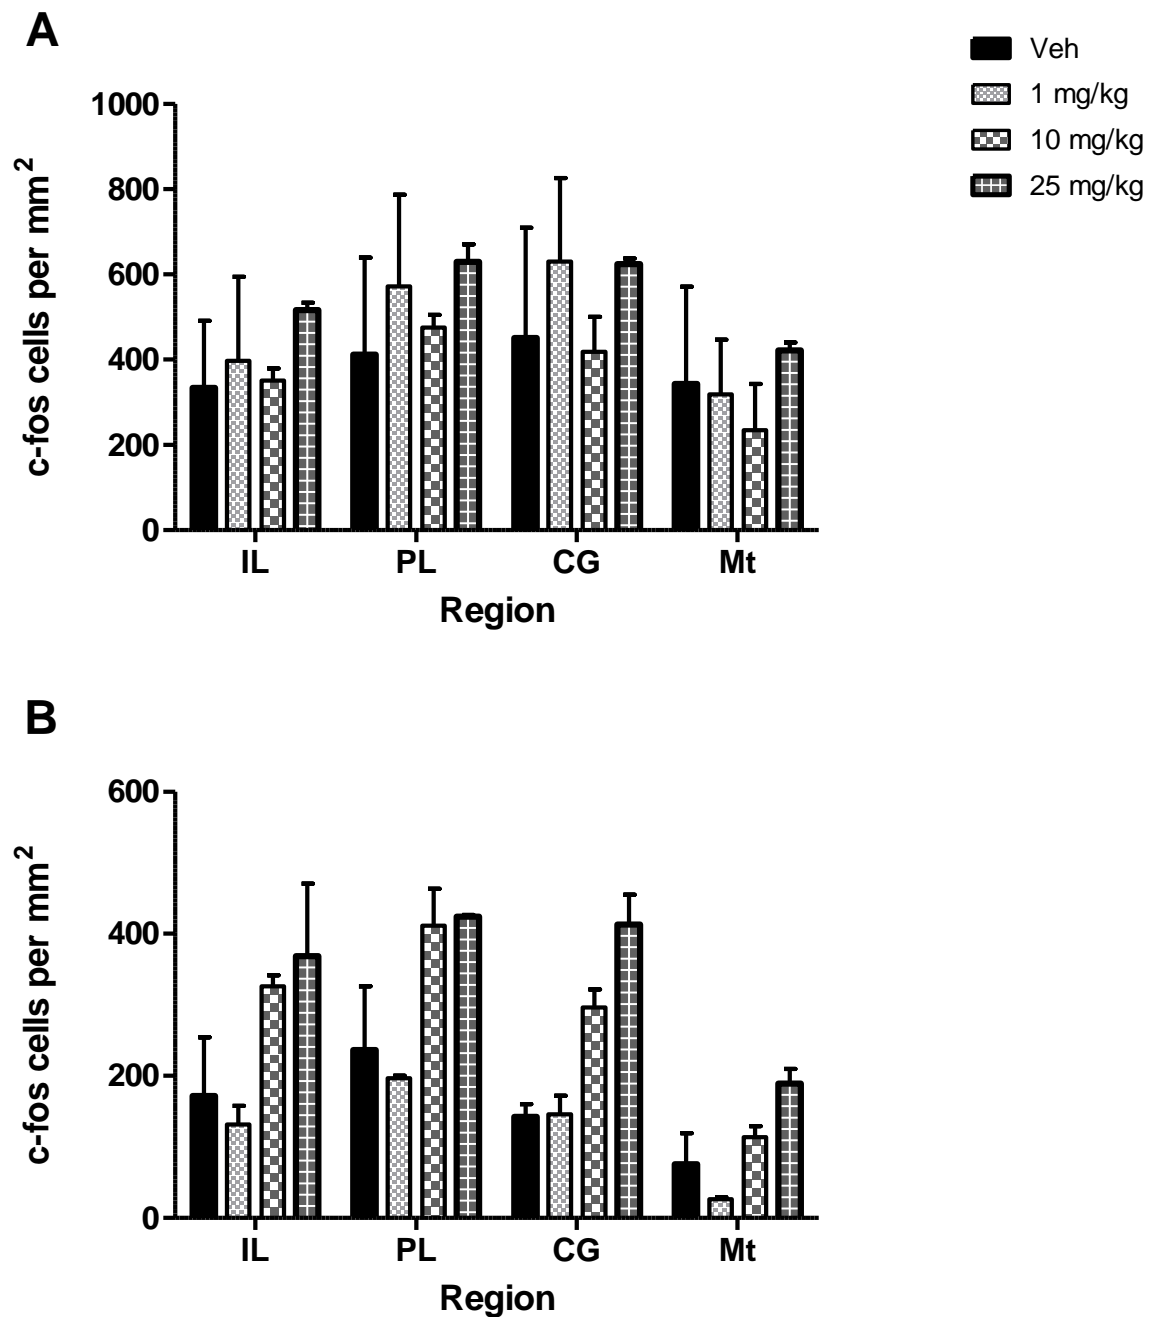 A
Veh
1 mg/kg
10 mg/kg
25 mg/kg
1000
800
600
400
200
0
c-fos cells per mm²
IL PL CG Mt
Region
B
600
400
200
0
c-fos cells per mm²
IL PL CG Mt
Region